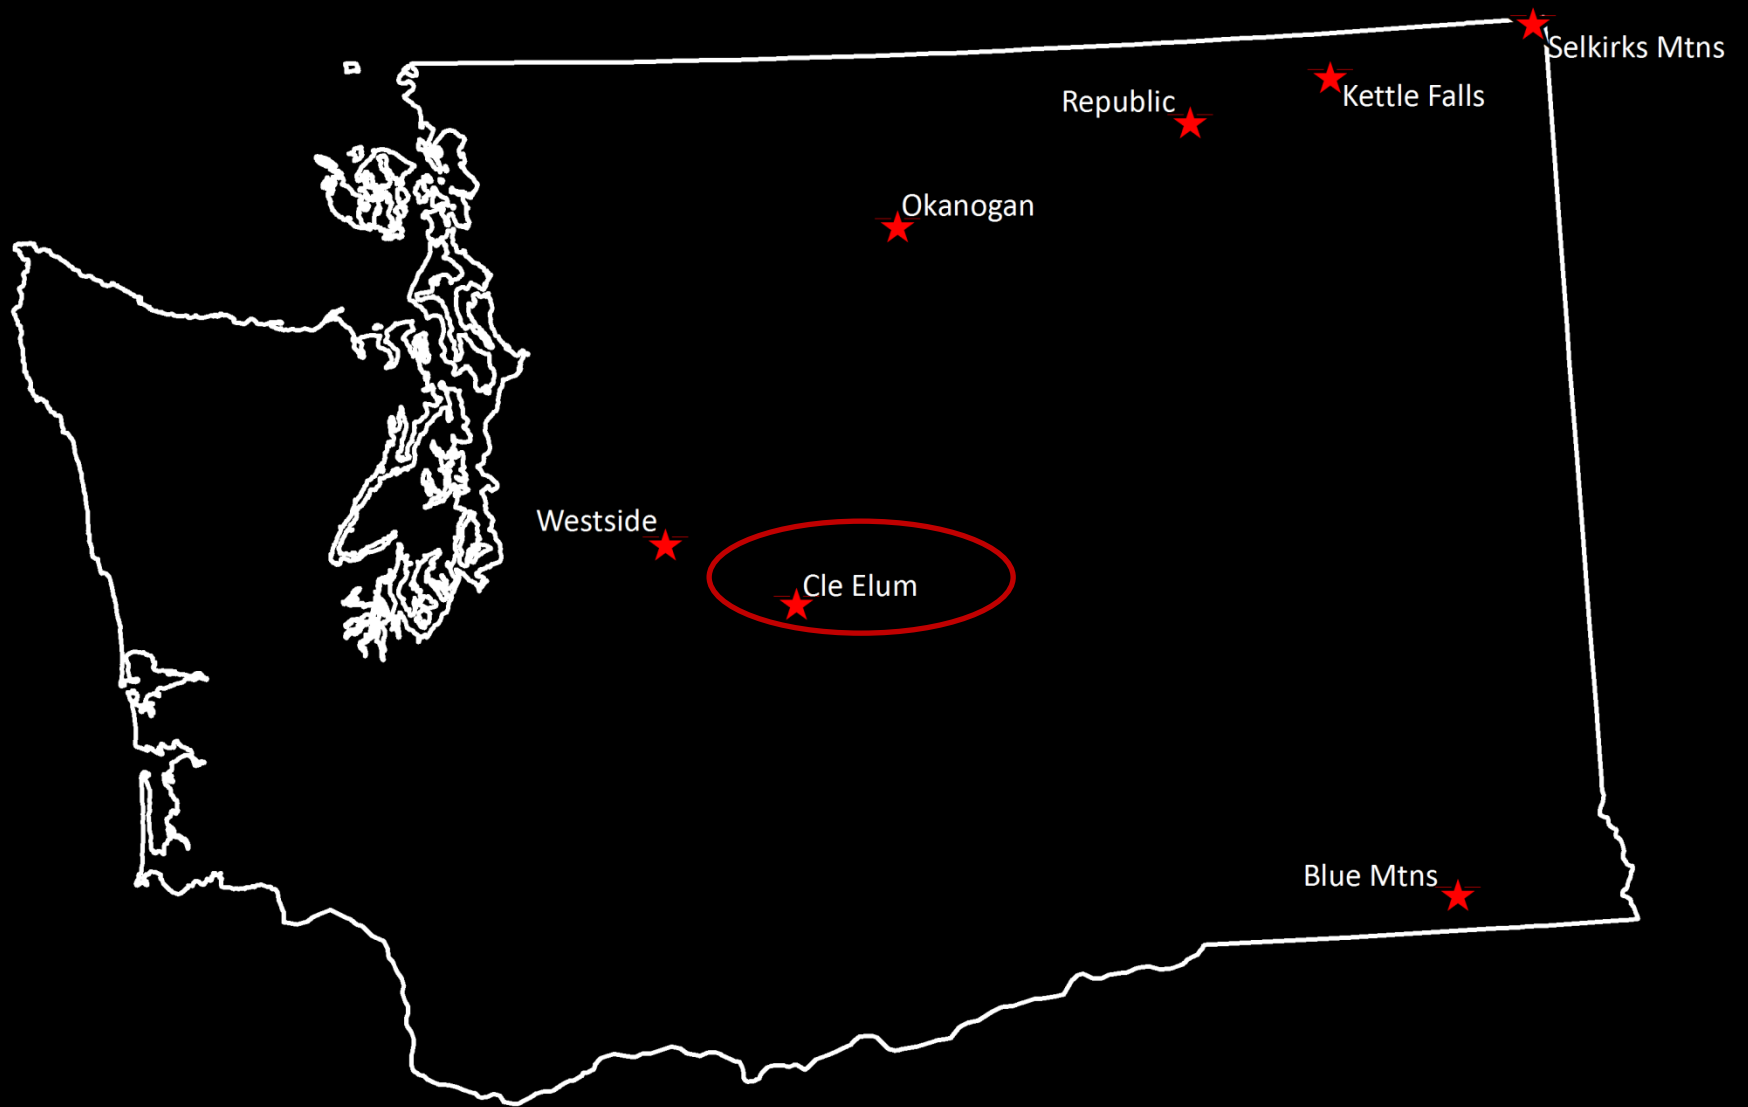 Selkirks Mtns
Kettle Falls
Republic
Okanogan
Westside
Cle Elum
Blue Mtns